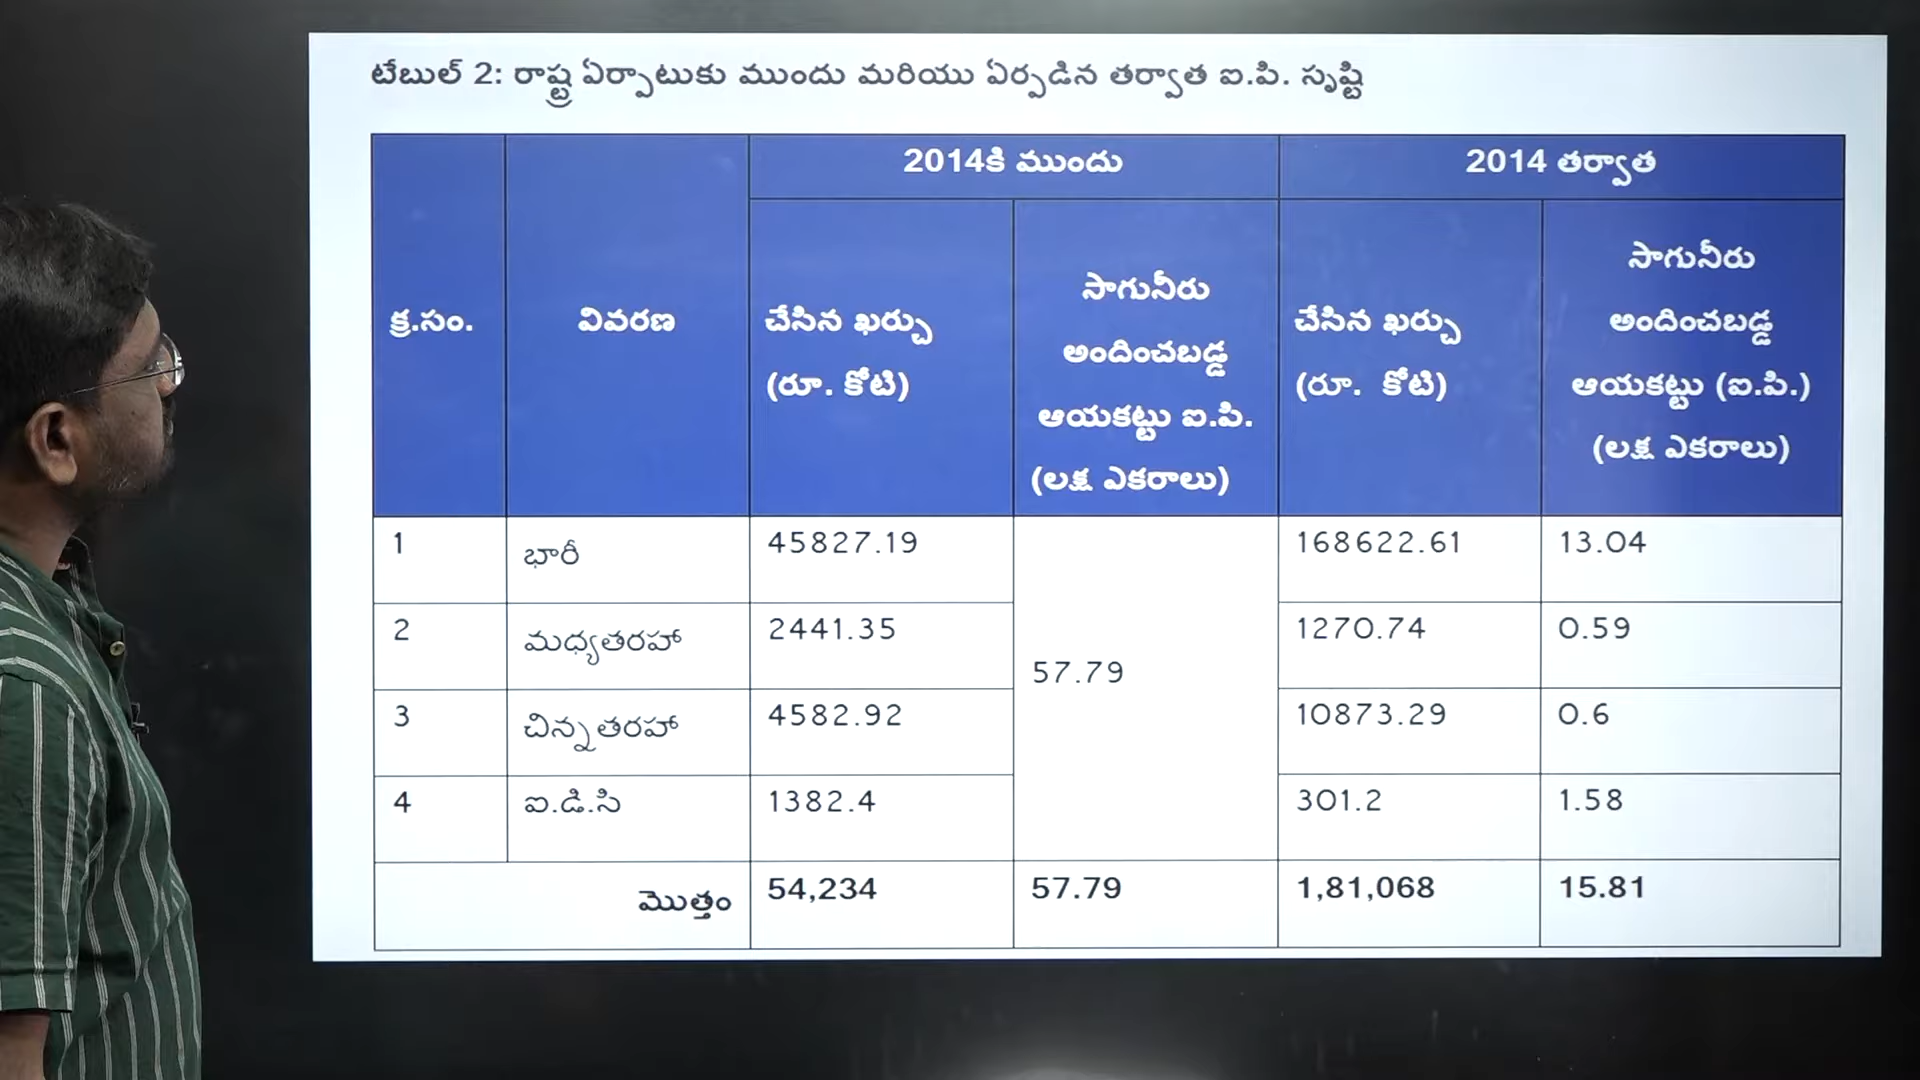 టేబుల్ 2: రాష్ట్ర ఏర్పాటుకు ముందు మరియు ఏర్పడిన తర్వాత ఐ.పి. సృష్టి
క్ర.సం.
వివరణ
2014కి ముందు
2014 తర్వాత
చేసిన ఖర్చు
(రూ. కోటి)
సాగునీరు
అందించబడ్డ
ఆయకట్టు ఐ.పి.
(లక్ష ఎకరాలు)
చేసిన ఖర్చు
(రూ. కోటి)
సాగునీరు
అందించబడ్డ
ఆయకట్టు (ఐ.పి.)
(లక్ష ఎకరాలు)
1 భారీ 45827.19 168622.61 13.04
2 మధ్యతరహా 2441.35 1270.74 0.59
57.79
3 చిన్నతరహా 4582.92 10873.29 0.6
4 ఐ.డి.సి 1382.4 301.2 1.58
మొత్తం 54,234 57.79 1,81,068 15.81